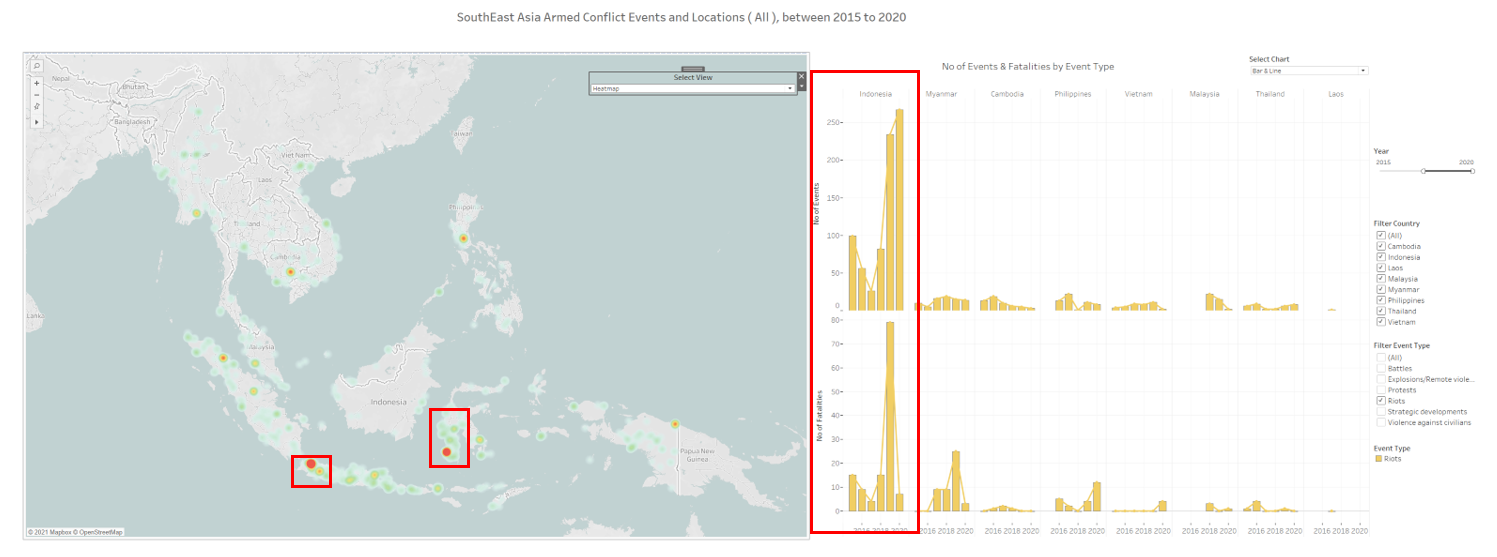 SouthEast Asia Armed Conflict Events and Locations ( All ), between 2015 to 2020
Select View
Heatmap
Nepal
Bhutan
Bangladesh
Taiwan
Viet Nam
Laos
Thailand
Philippin
Cambodia
Lanka
Malaysia
Indonesia
Papua New
Guinea
© 2021 Mapbox © OpenStreetMap
No of Events & Fatalities by Event Type
Select Chart
Bar & Line
Indonesia Myanmar Cambodia Philippines Vietnam Malaysia Thailand Laos
No of Events
250
200
150
100
50
0
No of Fatalities
80
70
60
50
40
30
20
10
0
2016 2018 2020 2016 2018 2020 2016 2018 2020 2016 2018 2020 2016 2018 2020 2016 2018 2020 2016 2018 2020 2016 2018 2020
Year
2015 2020
Filter Country
(All)
Cambodia
Indonesia
Laos
Malaysia
Myanmar
Philippines
Thailand
Vietnam
Filter Event Type
(All)
Battles
Explosions/Remote viole...
Protests
Riots
Strategic developments
Violence against civilians
Event Type
Riots